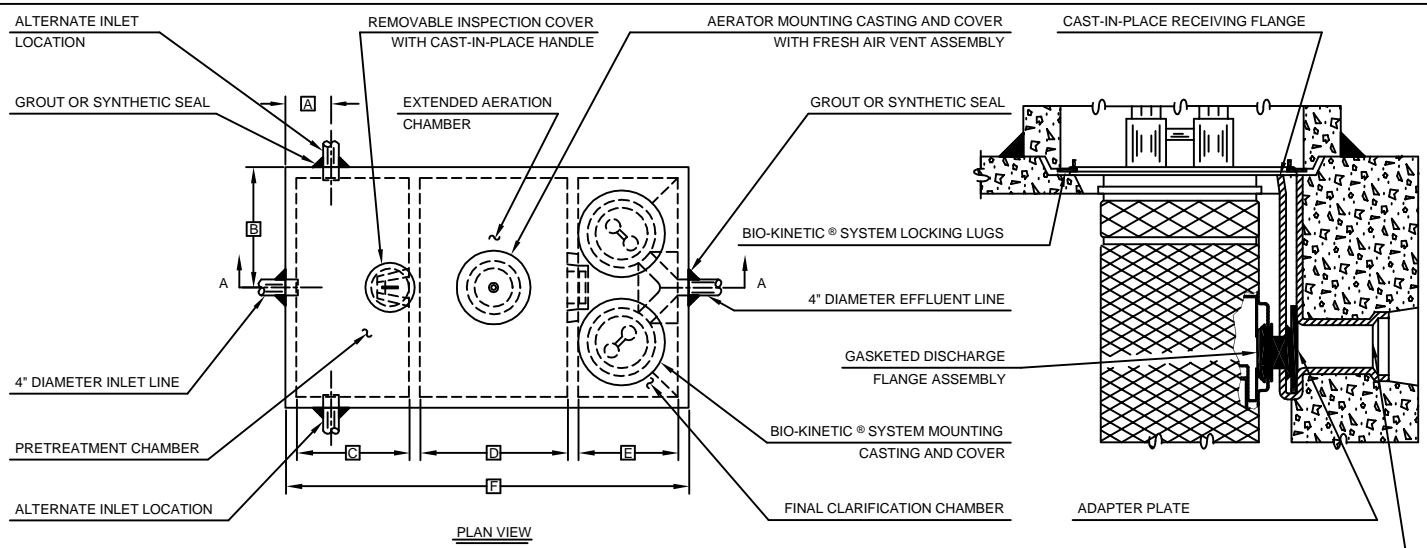 ALTERNATE INLET
LOCATION
REMOVABLE INSPECTION COVER
WITH CAST-IN-PLACE HANDLE
AERATOR MOUNTING CASTING AND COVER
WITH FRESH AIR VENT ASSEMBLY
CAST-IN-PLACE RECEIVING FLANGE
GROUT OR SYNTHETIC SEAL
A
EXTENDED AERATION
CHAMBER
GROUT OR SYNTHETIC SEAL
B
BIO-KINETIC ® SYSTEM LOCKING LUGS
A
A
4" DIAMETER EFFLUENT LINE
4" DIAMETER INLET LINE
GASKETED DISCHARGE
FLANGE ASSEMBLY
PRETREATMENT CHAMBER
BIO-KINETIC ® SYSTEM MOUNTING
CASTING AND COVER
C
D
E
F
ALTERNATE INLET LOCATION
FINAL CLARIFICATION CHAMBER
ADAPTER PLATE
PLAN VIEW